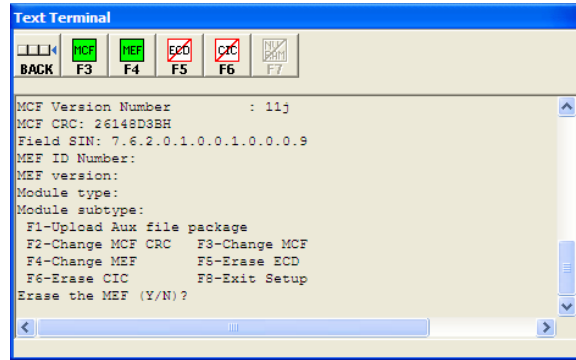 Text Terminal
MCF MEF ECD CIC NV RAM
BACK F3 F4 F5 F6 F7
MCF Version Number : 11j
MCF CRC: 26148D3BH
Field SIN: 7.6.2.0.1.0.0.1.0.0.0.9
MEF ID Number:
MEF version:
Module type:
Module subtype:
F1-Upload Aux file package
F2-Change MCF CRC F3-Change MCF
F4-Change MEF F5-Erase ECD
F6-Erase CIC F8-Exit Setup
Erase the MEF (Y/N)?